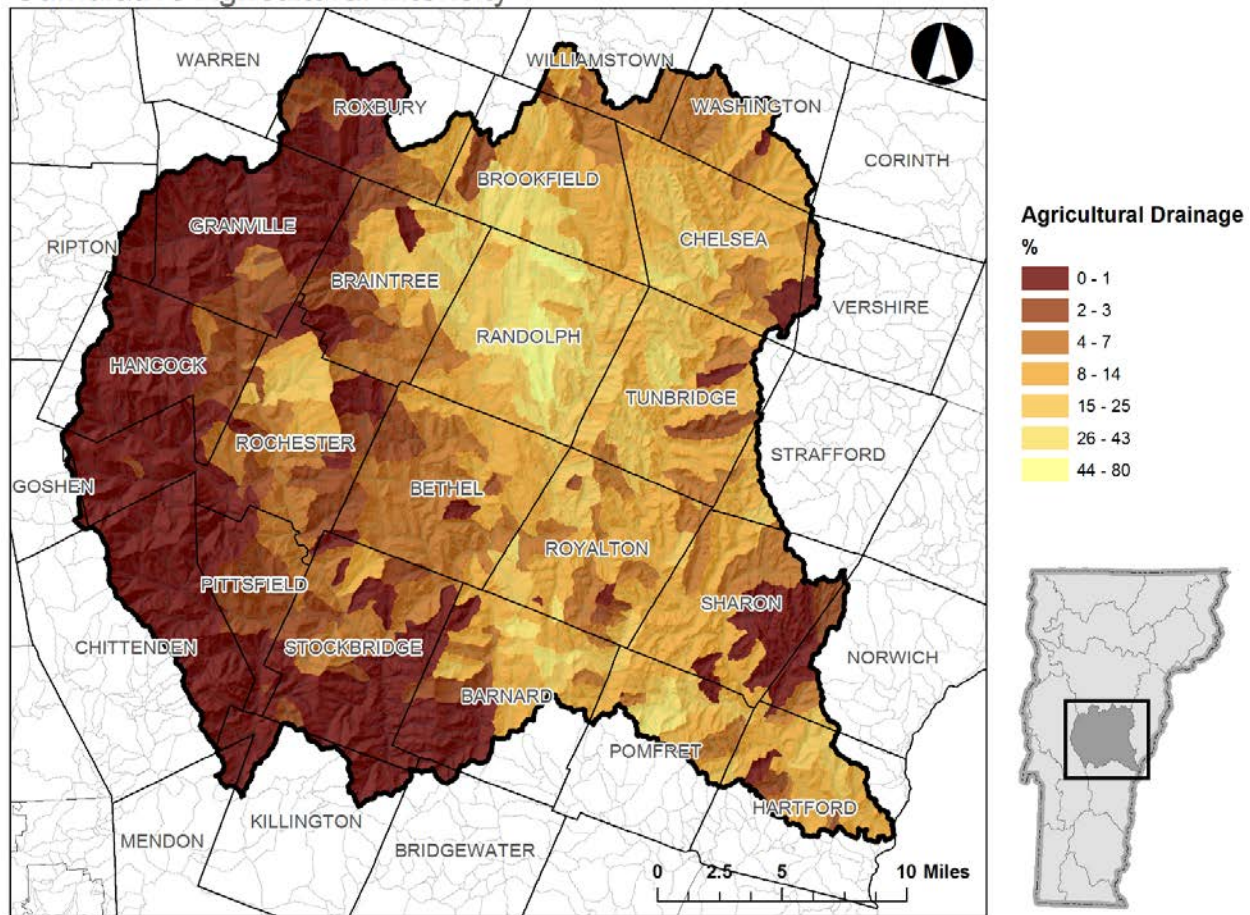 WARREN
WILLIAMSTOWN
ROXBURY
WASHINGTON
CORINTH
BROOKFIELD
GRANVILLE
CHELSEA
RIPTON
BRAINTREE
VERSHIRE
RANDOLPH
HANCOCK
TUNBRIDGE
ROCHESTER
STRAFFORD
GOSHEN
BETHEL
ROYALTON
PITTSFIELD
SHARON
CHITTENDEN
STOCKBRIDGE
NORWICH
BARNARD
POMFRET
HARTFORD
KILLINGTON
MENDON
BRIDGEWATER
0 2.5 5 10 Miles
Agricultural Drainage
%
0 - 1
2 - 3
4 - 7
8 - 14
15 - 25
26 - 43
44 - 80